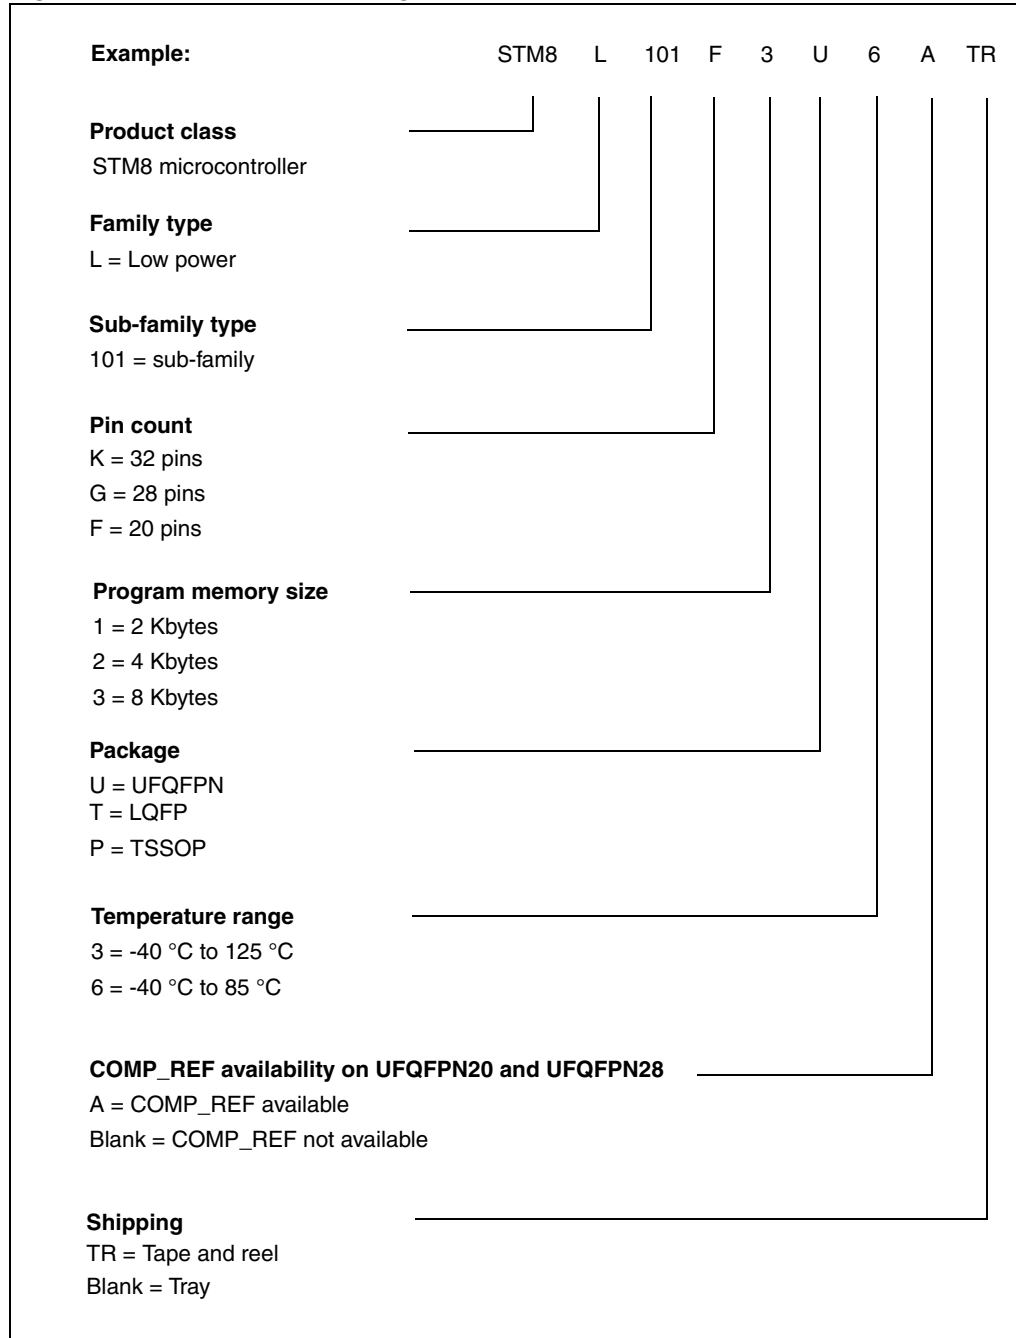 Example: STM8 L 101 F 3 U 6 A TR
Product class
STM8 microcontroller
Family type
L = Low power
Sub-family type
101 = sub-family
Pin count
K = 32 pins
G = 28 pins
F = 20 pins
Program memory size
1 = 2 Kbytes
2 = 4 Kbytes
3 = 8 Kbytes
Package
U = UFQFPN
T = LQFP
P = TSSOP
Temperature range
3 = -40 °C to 125 °C
6 = -40 °C to 85 °C
COMP_REF availability on UFQFPN20 and UFQFPN28
A = COMP_REF available
Blank = COMP_REF not available
Shipping
TR = Tape and reel
Blank = Tray